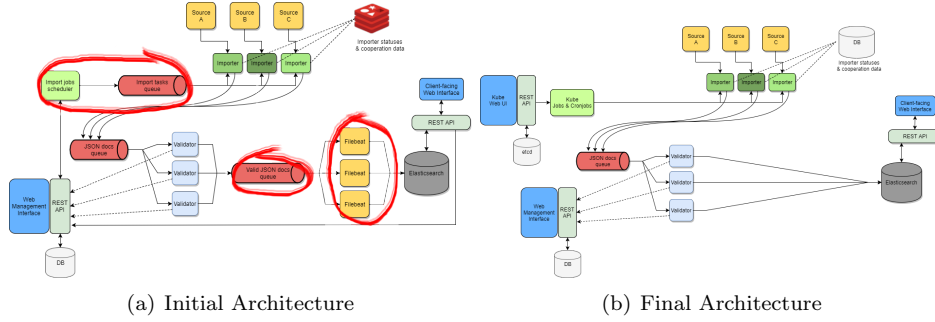 Source
A
Source
B
Source
C
Importer
Importer
Importer
Importer statuses
& cooperation data
Import jobs
scheduler
Import tasks
queue
Client-facing
Web Interface
REST API
JSON docs
queue
Validator
Validator
Validator
Valid JSON docs
queue
Filebeat
Filebeat
Filebeat
Elasticsearch
Web
Management
Interface
REST
API
DB
(a) Initial Architecture
Source
A
Source
B
Source
C
Importer
Importer
Importer
DB
Importer statuses
& cooperation data
Kube
Web UI
REST
API
Kube
Jobs & Cronjobs
etcd
Client-facing
Web Interface
REST API
JSON docs
queue
Validator
Validator
Validator
Elasticsearch
Web
Management
Interface
REST
API
DB
(b) Final Architecture